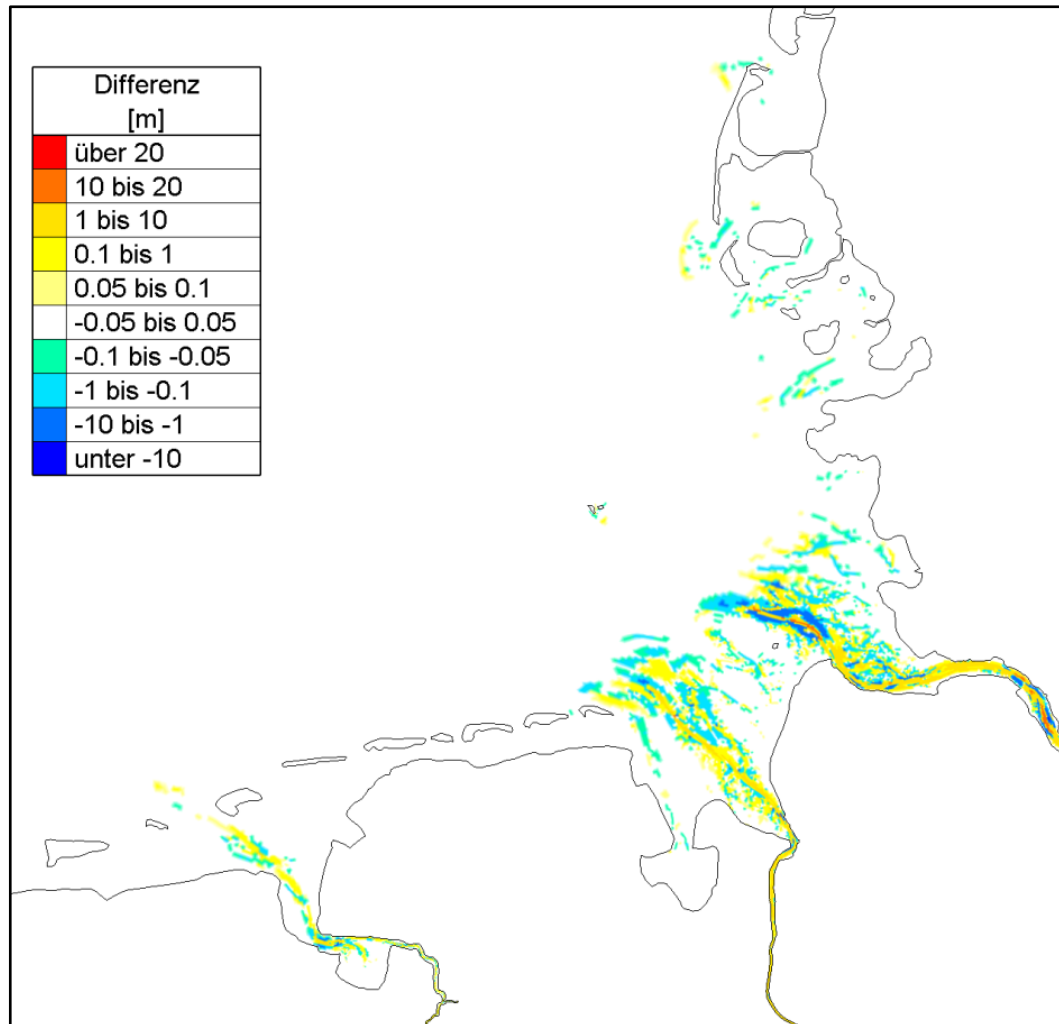 Differenz
[m]
über 20
10 bis 20
1 bis 10
0.1 bis 1
0.05 bis 0.1
-0.05 bis 0.05
-0.1 bis -0.05
-1 bis -0.1
-10 bis -1
unter -10